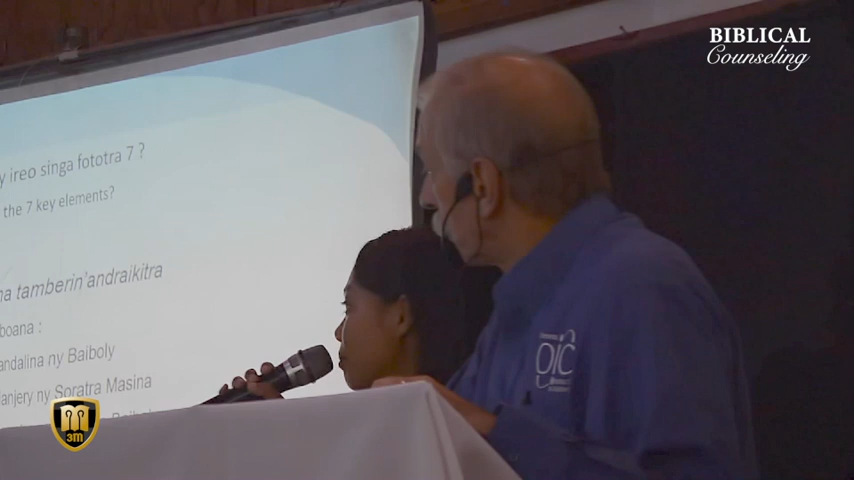 BIBLICAL
Counseling
y ireo singa fototra 7 ?
the 7 key elements?
na tamberin'andraikitra
boana :
andalina ny Baiboly
anjery ny Soratra Masina
OIC
3m